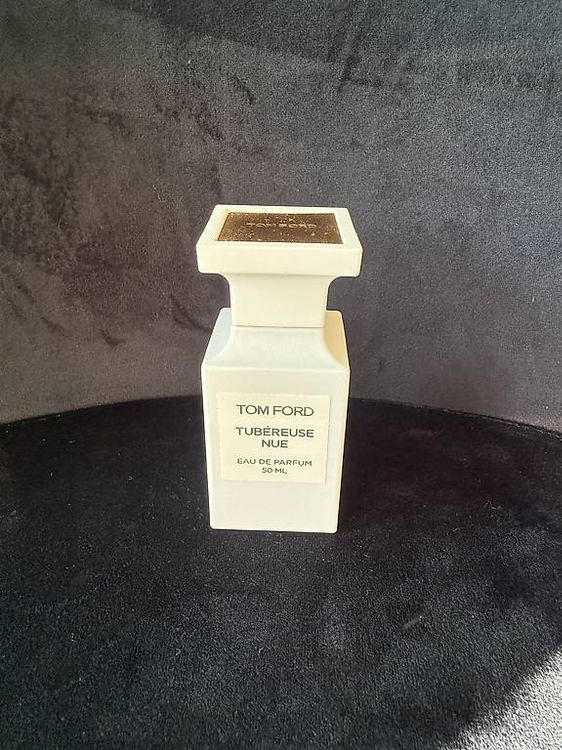 TOM FORD
TOM FORD
TUBÉREUSE
NUE
EAU DE PARFUM
50 ML